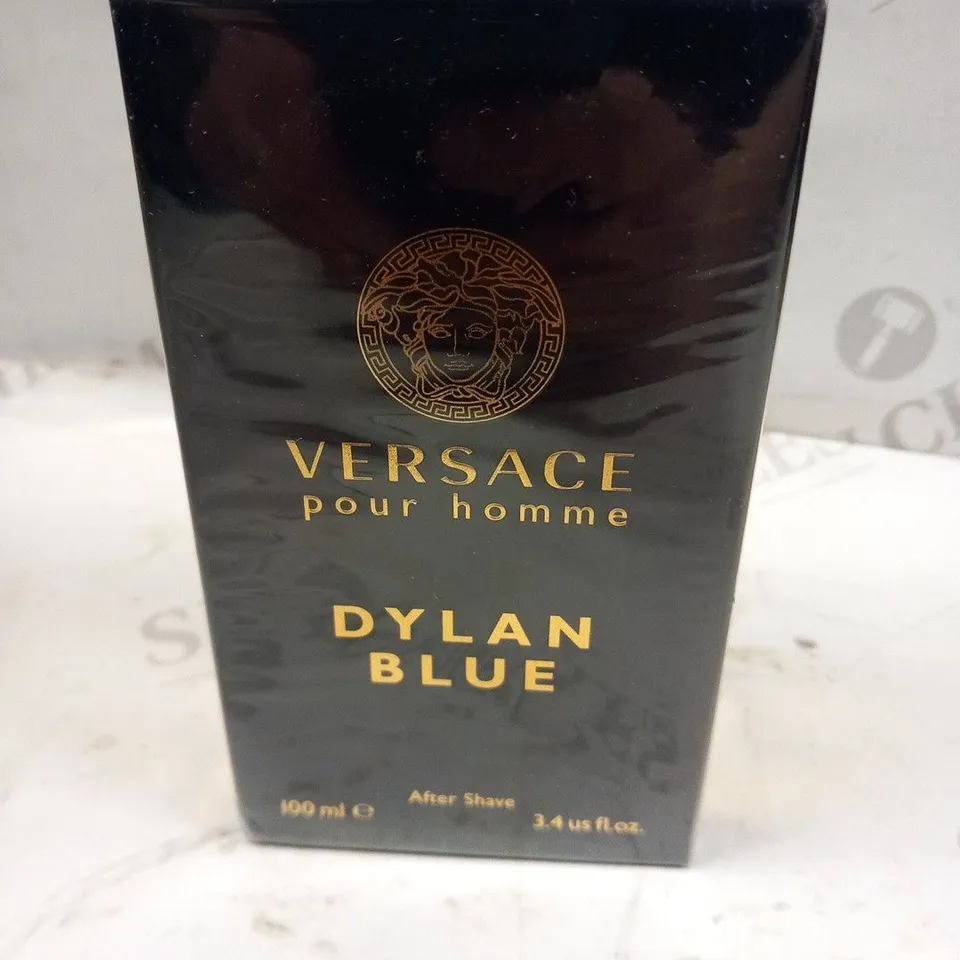 VERSACE
pour homme
DYLAN
BLUE
After Shave
100 ml ℮
3.4 us fl.oz.